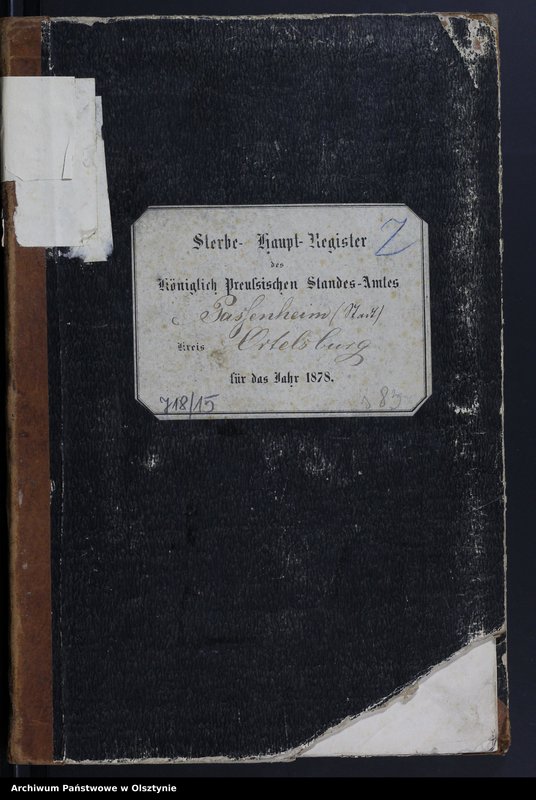 Sterbe- Haupt-Register
des
Königlich Preußischen Standes-Amtes
Passenheim (Stadt)
Kreis Ortelsburg
für das Jahr 1878.
718/15
Archiwum Państwowe w Olsztynie